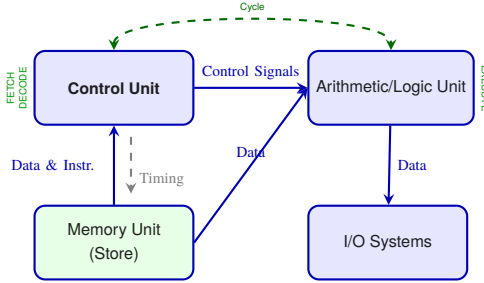 Cycle
FETCH
DECODE
Control Unit
Control Signals
Arithmetic/Logic Unit
Data & Instr.
Timing
Data
Data
Memory Unit
(Store)
I/O Systems